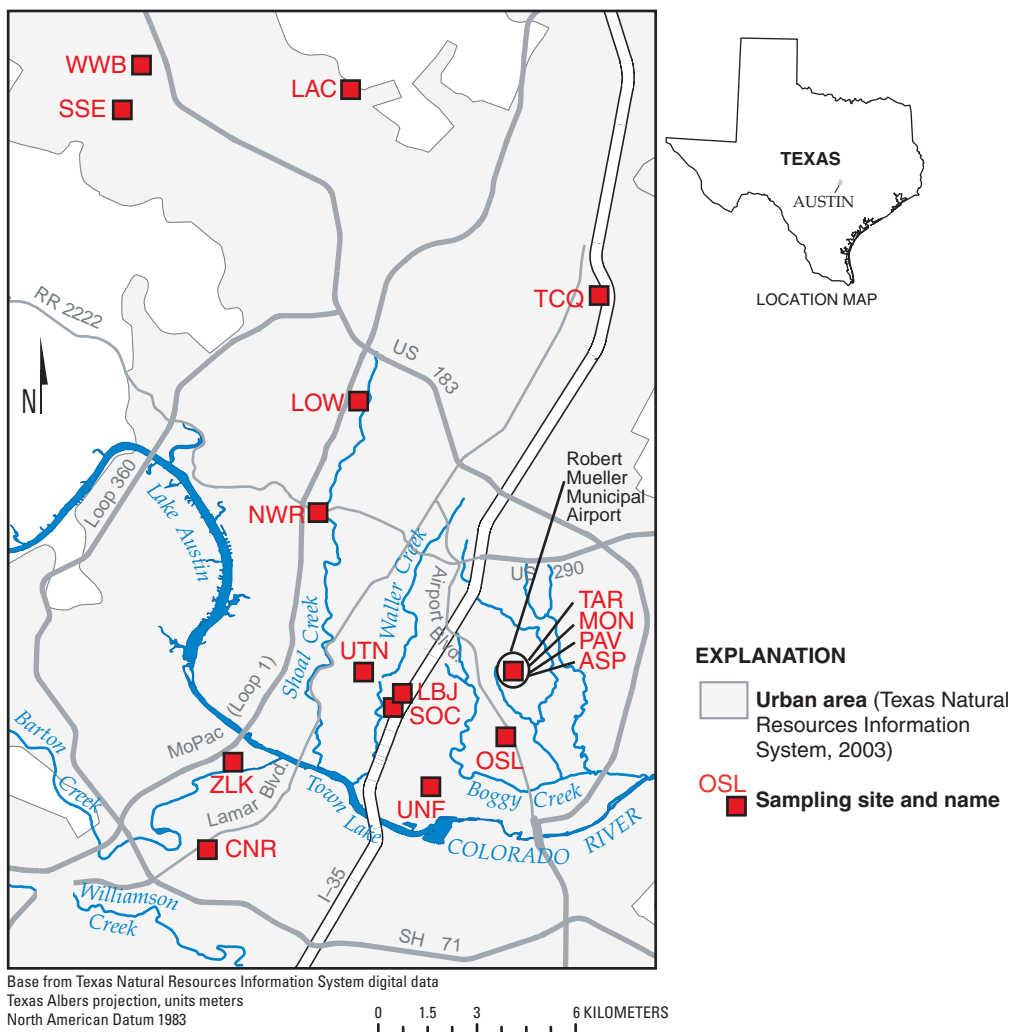 WWB
SSE
LAC
TCQ
RR 2222
US 183
N
LOW
Loop 360
Lake Austin
NWR
Robert
Mueller
Municipal
Airport
US 290
Shoal Creek
Waller Creek
Airport Blvd.
TAR
MON
PAV
ASP
UTN
LBJ
SOC
MoPac (Loop 1)
Barton
Creek
ZLK
Lamar Blvd.
Town Lake
OSL
UNF
Boggy Creek
COLORADO RIVER
CNR
I–35
Williamson
Creek
SH 71
TEXAS
AUSTIN
LOCATION MAP
EXPLANATION
Urban area (Texas Natural
Resources Information
System, 2003)
OSL
Sampling site and name
Base from Texas Natural Resources Information System digital data
Texas Albers projection, units meters
North American Datum 1983
0 1.5 3 6 KILOMETERS